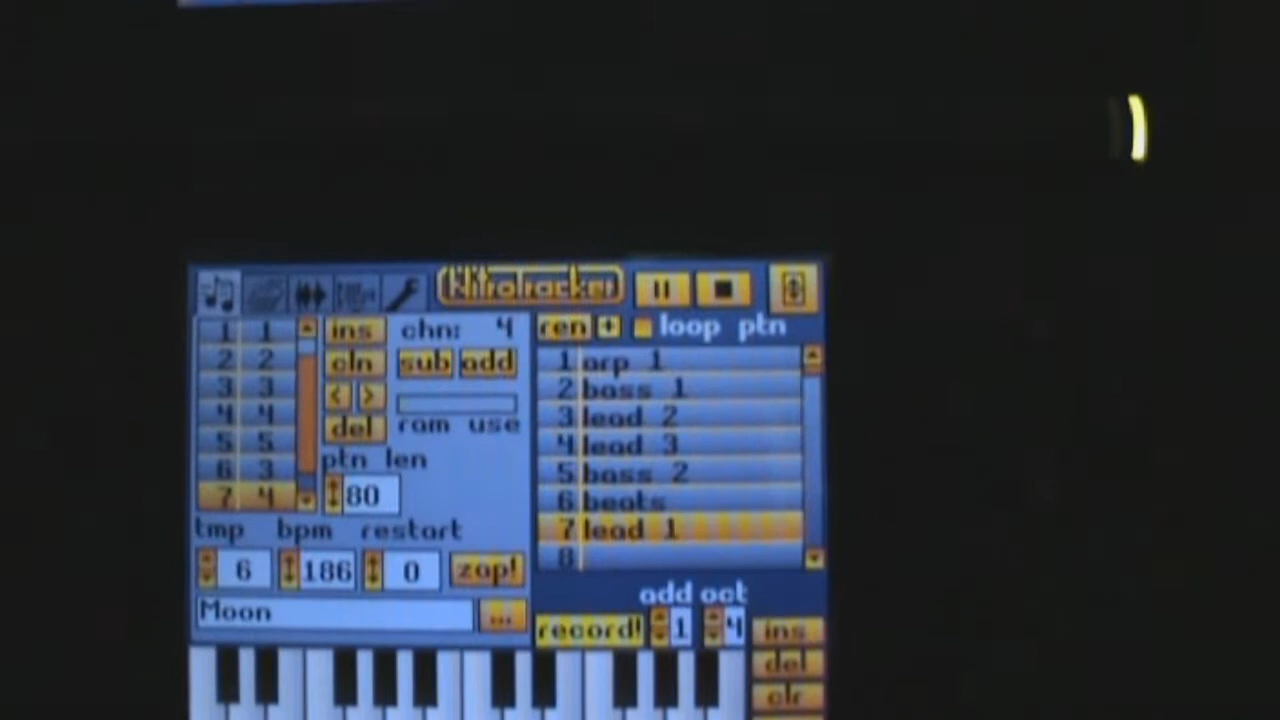 NitroTracker
1 1 ins chn: 4 ren + loop ptn
2 2 cln sub add 1 arp 1
3 3 < > 2 bass 1
4 4 ram use 3 lead 2
5 5 del 4 lead 3
6 3 ptn len 5 bass 2
7 4 80 6 beats
tmp bpm restart 7 lead 1
6 186 0 zap! 8
Moon ... add oct
record! 1 4 ins
del
clr